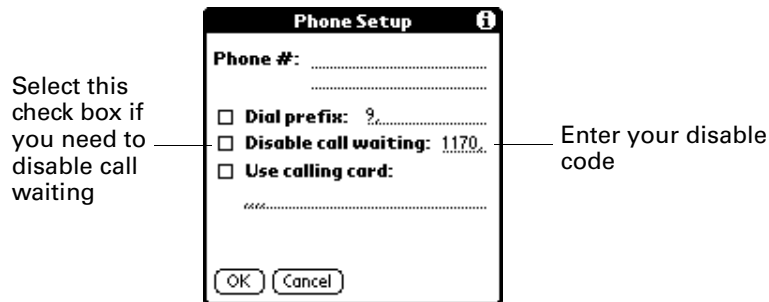 Phone Setup
Phone #:
Select this
check box if
you need to
disable call
waiting
Dial prefix: 9,
Disable call waiting: 1170,
Use calling card:
,,,,
Enter your disable
code
OK Cancel